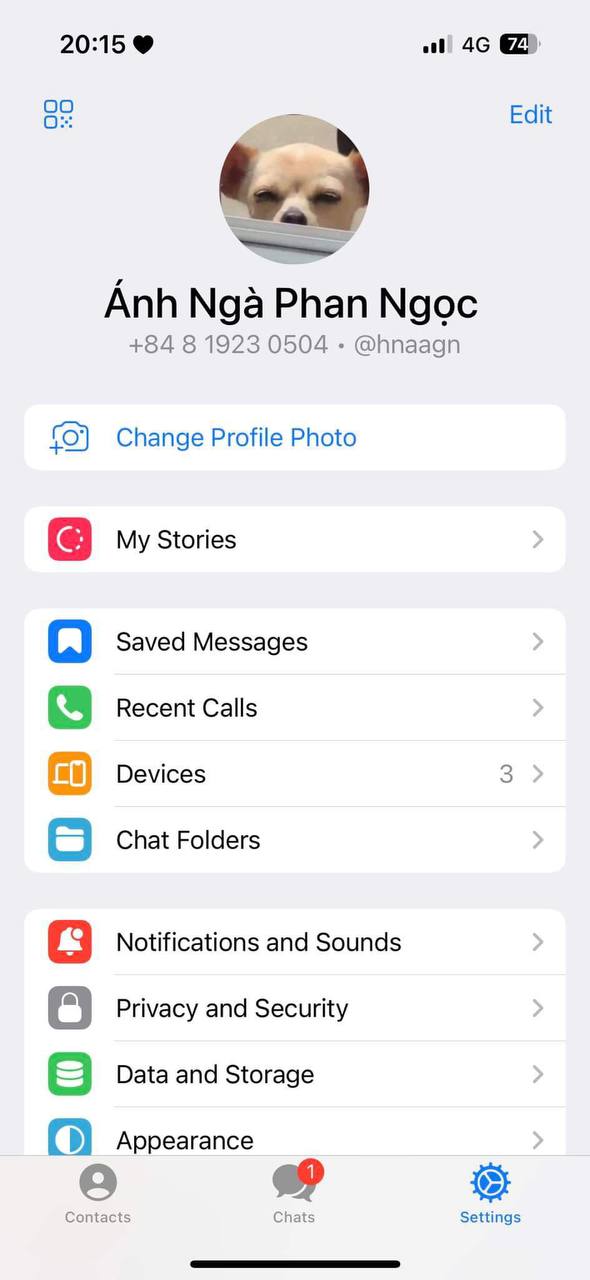 20:15 🖤 4G 74
Edit
Ánh Ngà Phan Ngọc
+84 8 1923 0504 • @hnaagn
Change Profile Photo
My Stories
Saved Messages
Recent Calls
Devices 3
Chat Folders
Notifications and Sounds
Privacy and Security
Data and Storage
Appearance
1
Contacts Chats Settings